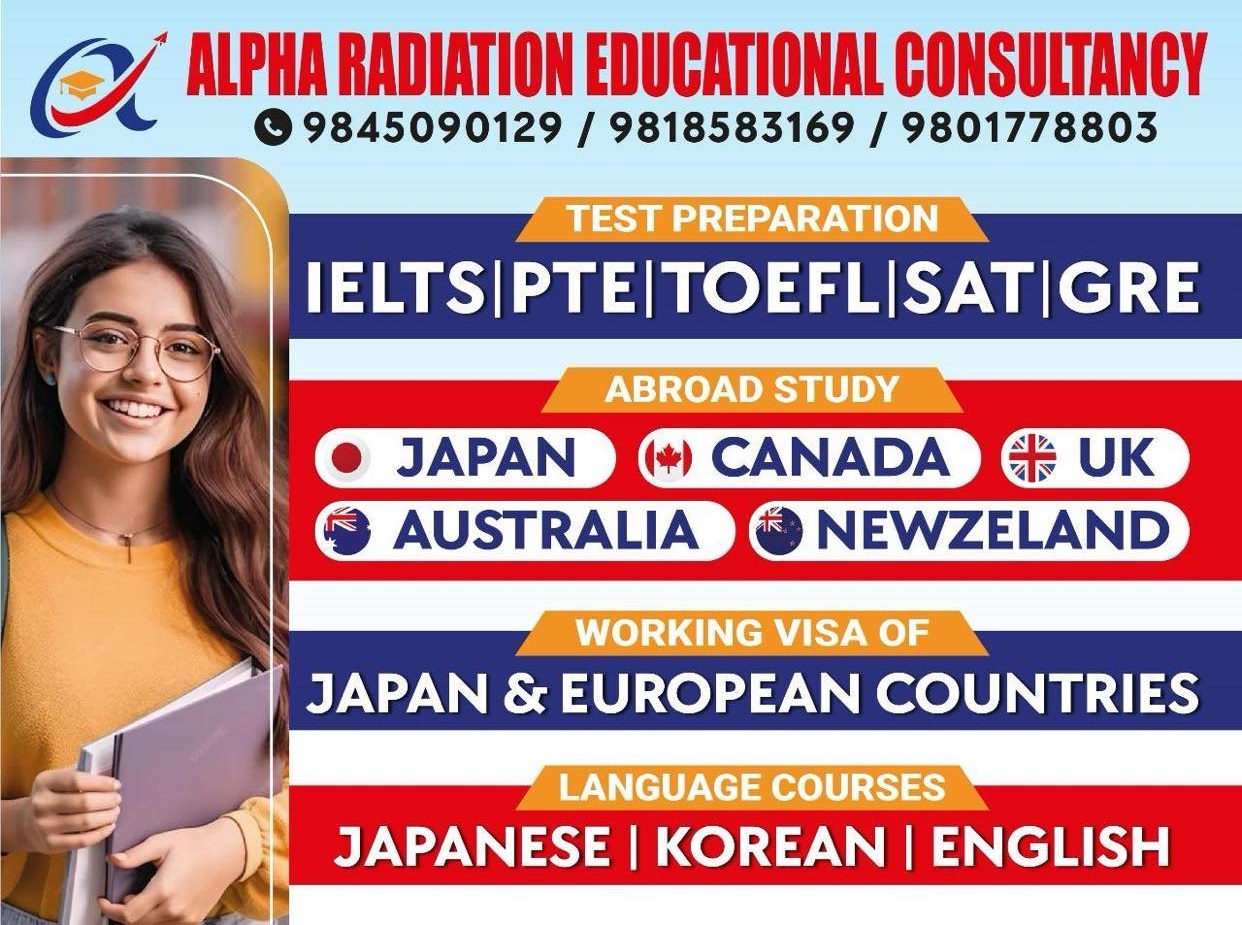 ALPHA RADIATION EDUCATIONAL CONSULTANCY
9845090129 / 9818583169 / 9801778803
TEST PREPARATION
IELTS|PTE|TOEFL|SAT|GRE
ABROAD STUDY
JAPAN CANADA UK
AUSTRALIA NEWZELAND
WORKING VISA OF
JAPAN & EUROPEAN COUNTRIES
LANGUAGE COURSES
JAPANESE | KOREAN | ENGLISH